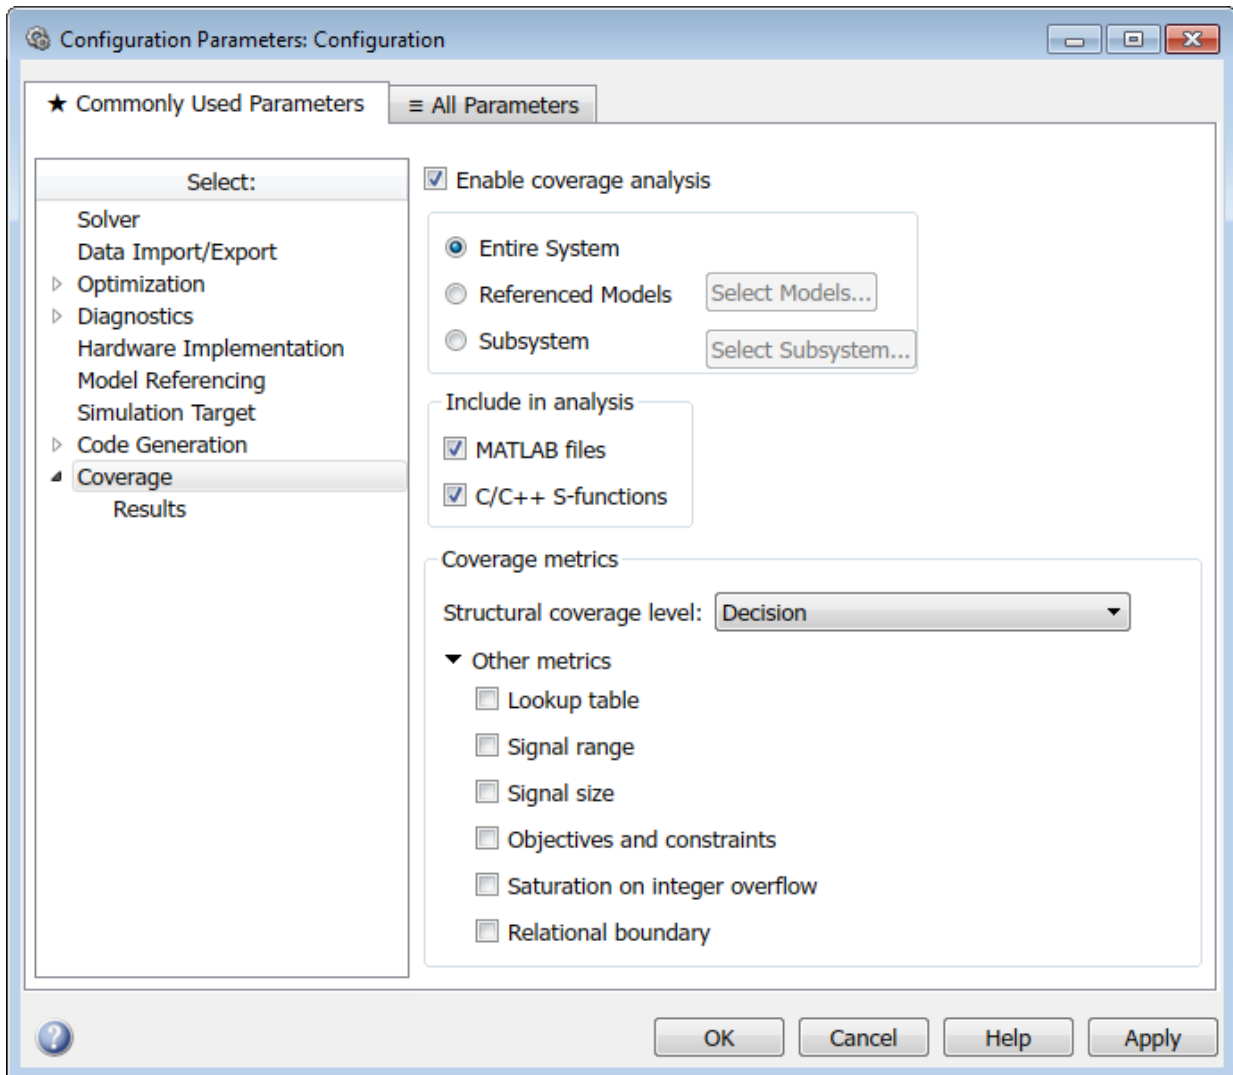 Configuration Parameters: Configuration
★ Commonly Used Parameters
≡ All Parameters
Select:
Solver
Data Import/Export
Optimization
Diagnostics
Hardware Implementation
Model Referencing
Simulation Target
Code Generation
Coverage
Results
Enable coverage analysis
Entire System
Referenced Models
Select Models...
Subsystem
Select Subsystem...
Include in analysis
MATLAB files
C/C++ S-functions
Coverage metrics
Structural coverage level:
Decision
Other metrics
Lookup table
Signal range
Signal size
Objectives and constraints
Saturation on integer overflow
Relational boundary
?
OK
Cancel
Help
Apply